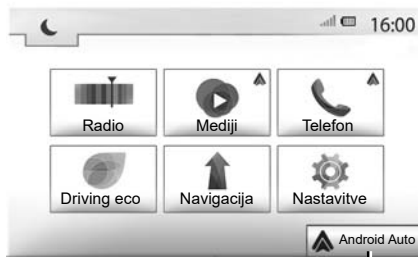 16:00
Radio
Mediji
Telefon
Driving eco
Navigacija
Nastavitve
Android Auto